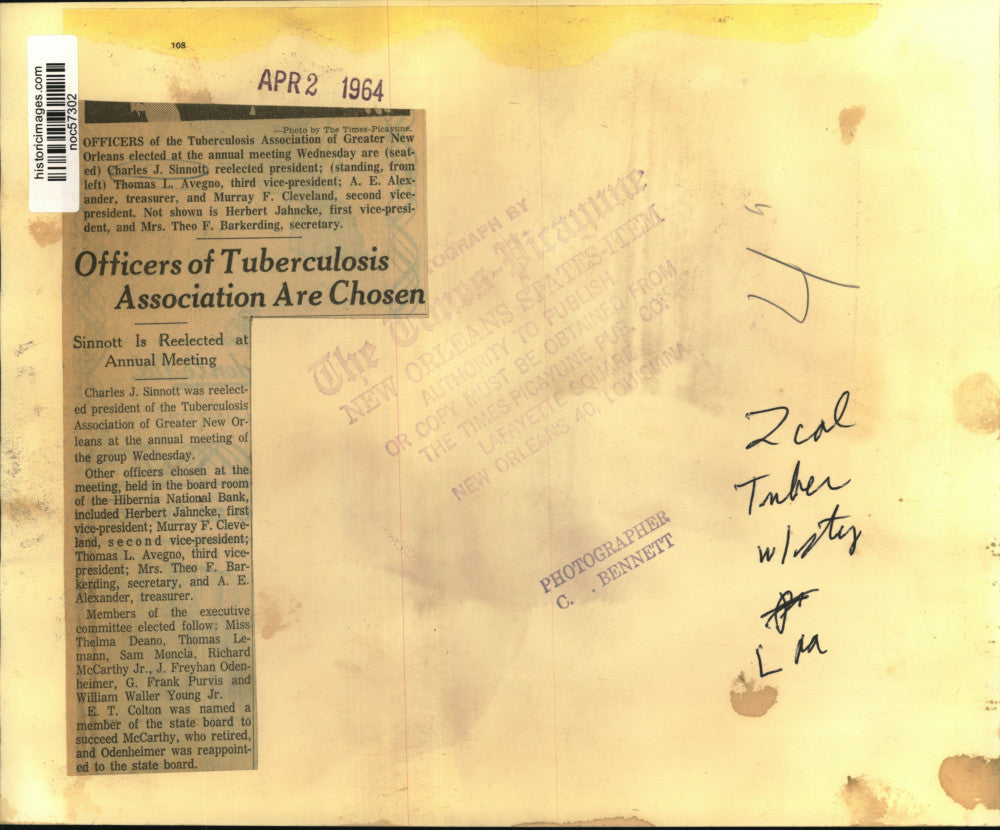 108
historicimages.com
noc57302
APR 2 1964
—Photo by The Times-Picayune.
OFFICERS of the Tuberculosis Association of Greater New
Orleans elected at the annual meeting Wednesday are (seat-
ed) Charles J. Sinnott, reelected president; (standing, from
left) Thomas L. Avegno, third vice-president; A. E. Alex-
ander, treasurer, and Murray F. Cleveland, second vice-
president. Not shown is Herbert Jahncke, first vice-presi-
dent, and Mrs. Theo F. Barkerding, secretary.
Officers of Tuberculosis
Association Are Chosen
Sinnott Is Reelected at
Annual Meeting
Charles J. Sinnott was reelect-
ed president of the Tuberculosis
Association of Greater New Or-
leans at the annual meeting of
the group Wednesday.
Other officers chosen at the
meeting, held in the board room
of the Hibernia National Bank,
included Herbert Jahncke, first
vice-president; Murray F. Cleve-
land, second vice-president;
Thomas L. Avegno, third vice-
president; Mrs. Theo F. Bar-
kerding, secretary, and A. E.
Alexander, treasurer.
Members of the executive
committee elected follow: Miss
Thelma Deano, Thomas Le-
mann, Sam Moncla, Richard
McCarthy Jr., J. Freyhan Oden-
heimer, G. Frank Purvis and
William Waller Young Jr.
E. T. Colton was named a
member of the state board to
succeed McCarthy, who retired,
and Odenheimer was reappoint-
ed to the state board.
TOGRAPH BY
The Times-Picayune
NEW ORLEANS STATES-ITEM
AUTHORITY TO PUBLISH
OR COPY MUST BE OBTAINED FROM
THE TIMES-PICAYUNE PUB. CO.
LAFAYETTE SQUARE
NEW ORLEANS 40, LOUISIANA
PHOTOGRAPHER
C. BENNETT
2 col
Tuber